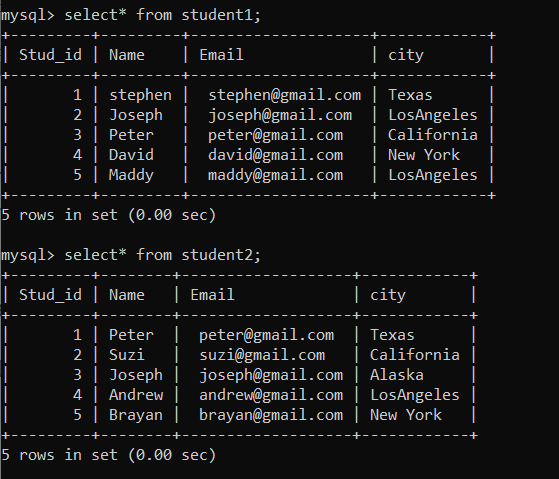 mysql> select* from student1;
+---------+---------+--------------------+------------+
| Stud_id | Name    | Email              | city       |
+---------+---------+--------------------+------------+
|       1 | stephen |  stephen@gmail.com | Texas      |
|       2 | Joseph  |  joseph@gmail.com  | LosAngeles |
|       3 | Peter   |  peter@gmail.com   | California |
|       4 | David   |  david@gmail.com   | New York   |
|       5 | Maddy   |  maddy@gmail.com   | LosAngeles |
+---------+---------+--------------------+------------+
5 rows in set (0.00 sec)

mysql> select* from student2;
+---------+--------+-------------------+------------+
| Stud_id | Name   | Email             | city       |
+---------+--------+-------------------+------------+
|       1 | Peter  |  peter@gmail.com  | Texas      |
|       2 | Suzi   |  suzi@gmail.com   | California |
|       3 | Joseph |  joseph@gmail.com | Alaska     |
|       4 | Andrew |  andrew@gmail.com | LosAngeles |
|       5 | Brayan |  brayan@gmail.com | New York   |
+---------+--------+-------------------+------------+
5 rows in set (0.00 sec)